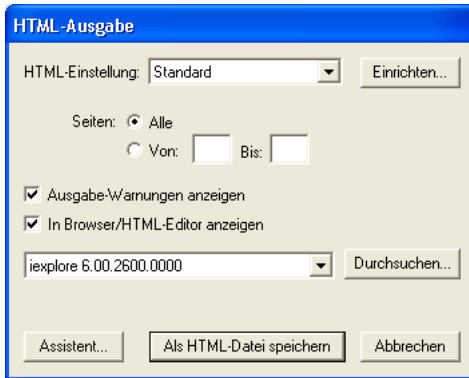 HTML-Ausgabe
HTML-Einstellung: Standard Einrichten...
Seiten: Alle
Von: Bis:
Ausgabe-Warnungen anzeigen
In Browser/HTML-Editor anzeigen
iexplore 6.00.2600.0000 Durchsuchen...
Assistent... Als HTML-Datei speichern Abbrechen